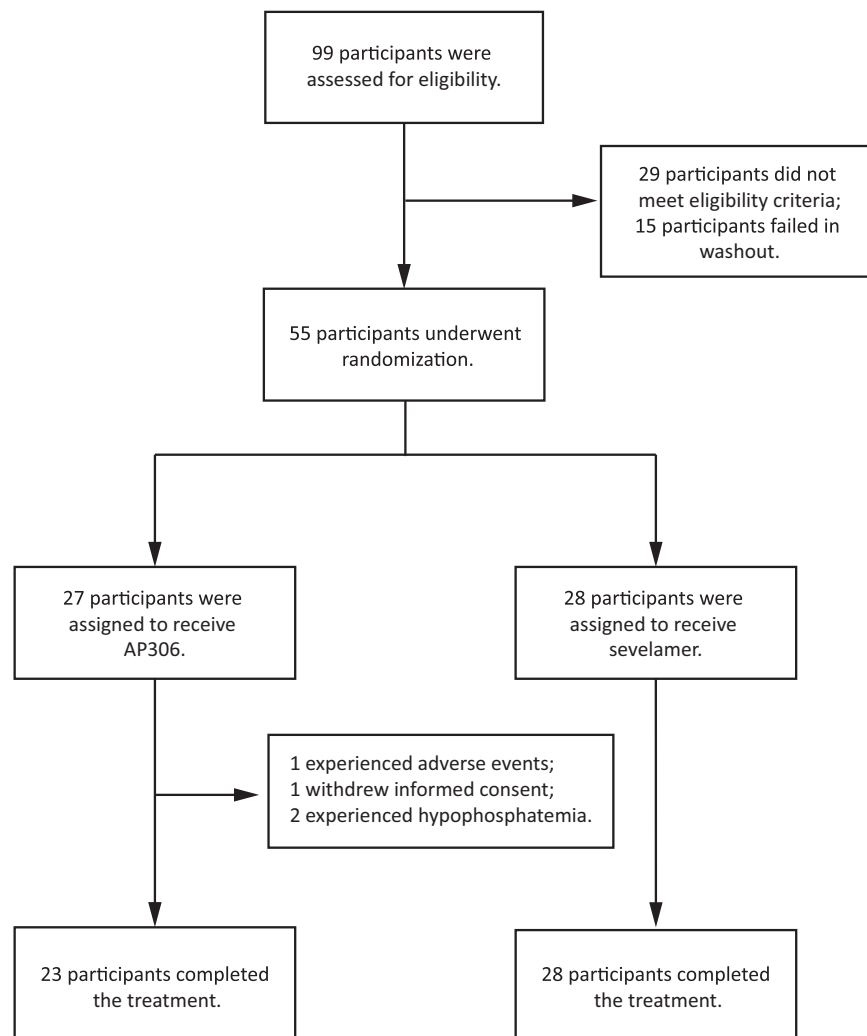 99 participants were
assessed for eligibility.
29 participants did not
meet eligibility criteria;
15 participants failed in
washout.
55 participants underwent
randomization.
27 participants were
assigned to receive
AP306.
28 participants were
assigned to receive
sevelamer.
1 experienced adverse events;
1 withdrew informed consent;
2 experienced hypophosphatemia.
23 participants completed
the treatment.
28 participants completed
the treatment.